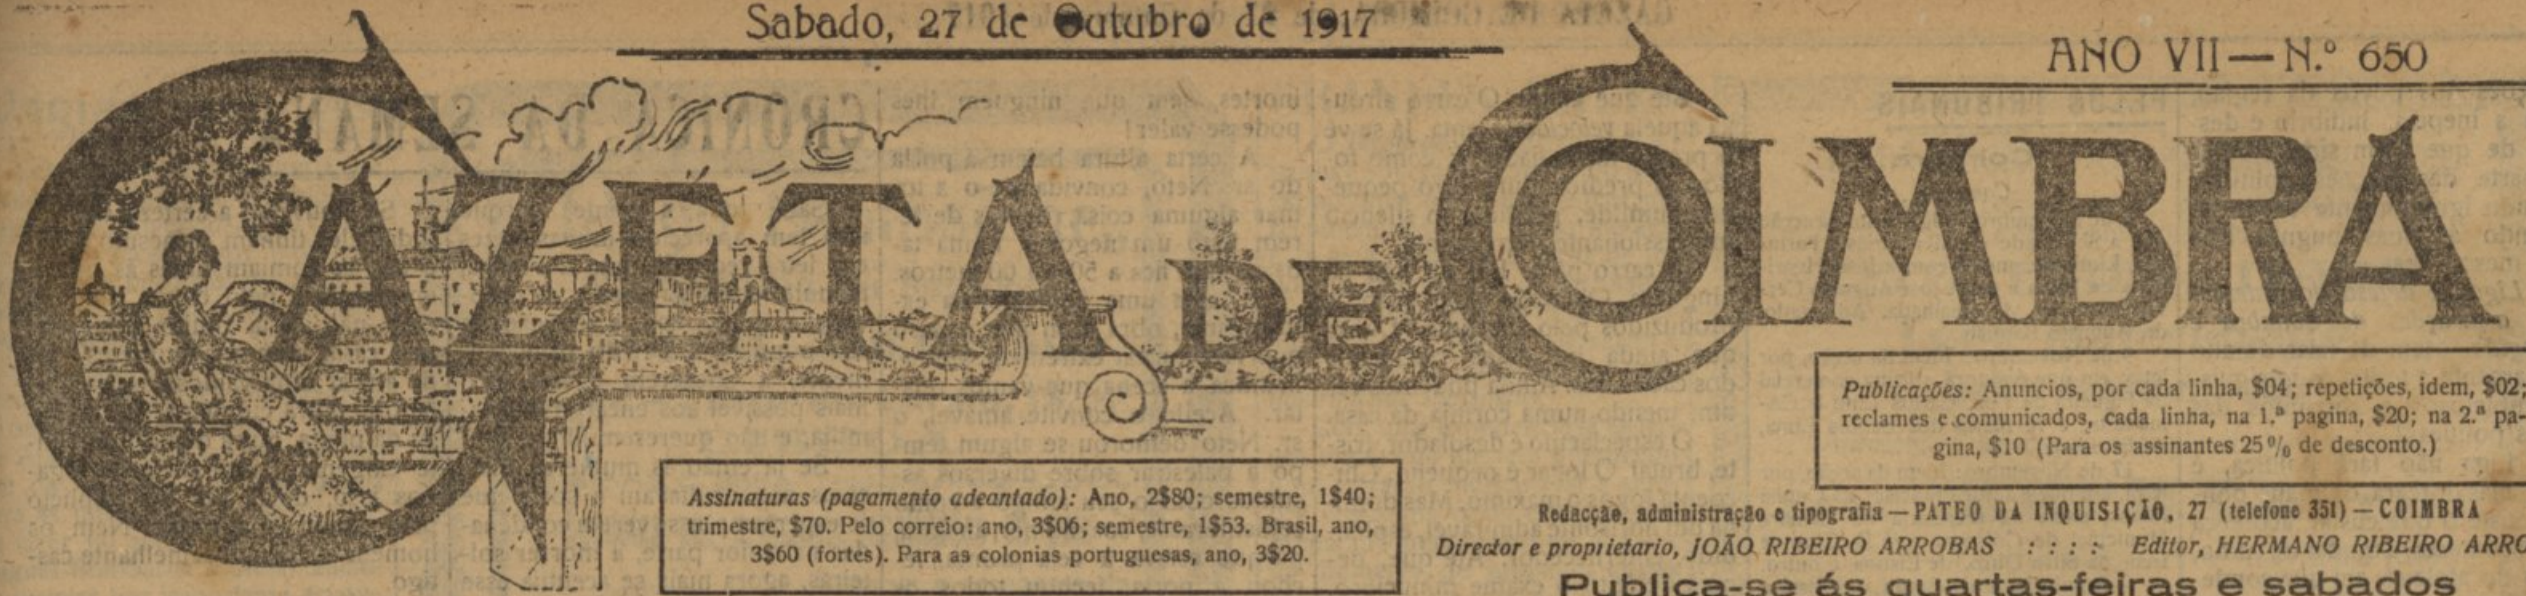 Sabado, 27 de Outubro de 1917
ANO VII — N.º 650
GAZETA DE COIMBRA
Publicações: Anuncios, por cada linha, $04; repetições, idem, $02;
reclames e comunicados, cada linha, na 1.ª pagina, $20; na 2.ª pa-
gina, $10 (Para os assinantes 25 % de desconto.)
Assinaturas (pagamento adeantado): Ano, 2$80; semestre, 1$40;
trimestre, $70. Pelo correio: ano, 3$06; semestre, 1$53. Brasil, ano,
3$60 (fortes). Para as colonias portuguesas, ano, 3$20.
Redacção, administração e tipografia — PATEO DA INQUISIÇÃO, 27 (telefone 351) — COIMBRA
Director e proprietario, JOÃO RIBEIRO ARROBAS : : : : Editor, HERMANO RIBEIRO ARRO
Publica-se ás quartas-feiras e sabados